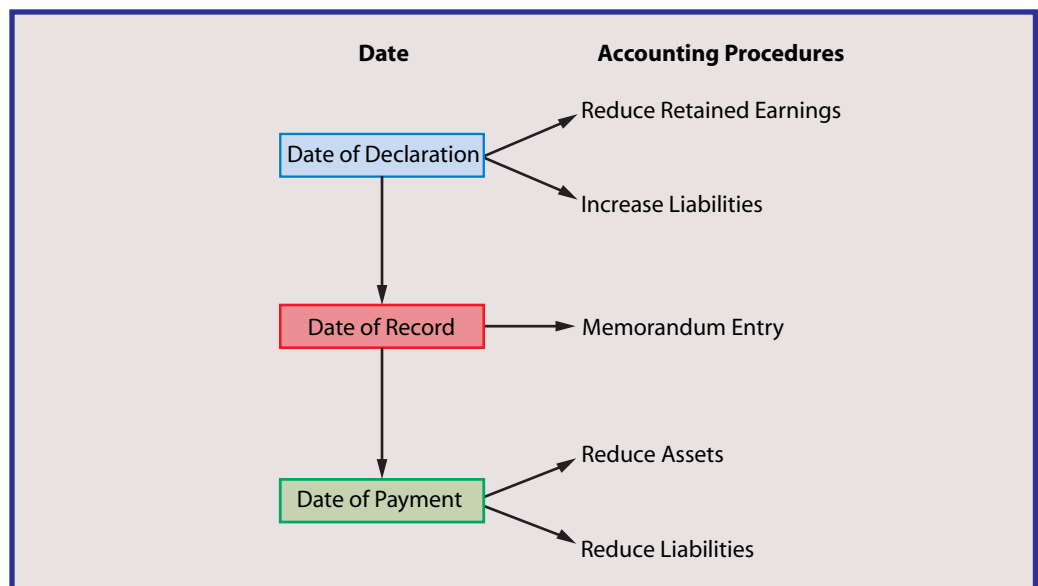 Date Accounting Procedures
Reduce Retained Earnings
Date of Declaration
Increase Liabilities
Date of Record Memorandum Entry
Reduce Assets
Date of Payment
Reduce Liabilities